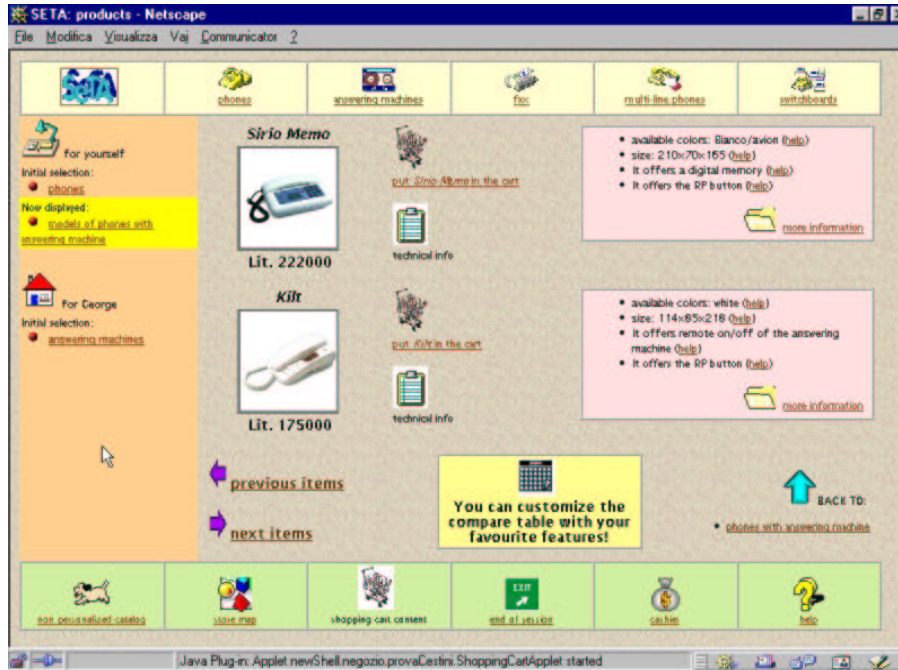 SETA: products - Netscape
File Modifica Visualizza Vai Communicator ?
SeTA
phones
answering machines
fax
multi-line phones
switchboards
for yourself
Initial selection:
phones
Now displayed:
models of phones with
answering machine
For George
Initial selection:
answering machines
Sirio Memo
Lit. 222000
put Sirio Memo in the cart
technical info
• available colors: Bianco/avion (help)
• size: 210x70x165 (help)
• It offers a digital memory (help)
• It offers the RP button (help)
more information
Kilt
Lit. 175000
put Kilt in the cart
technical info
• available colors: white (help)
• size: 114x85x218 (help)
• It offers remote on/off of the answering
machine (help)
• It offers the RP button (help)
more information
previous items
next items
You can customize the
compare table with your
favourite features!
BACK TO:
• phones with answering machine
non personalized catalog
store map
shopping cart content
EXIT
end of session
cashier
help
Java Plug-in: Applet newShell.negozio.provaCestini.ShoppingCartApplet started